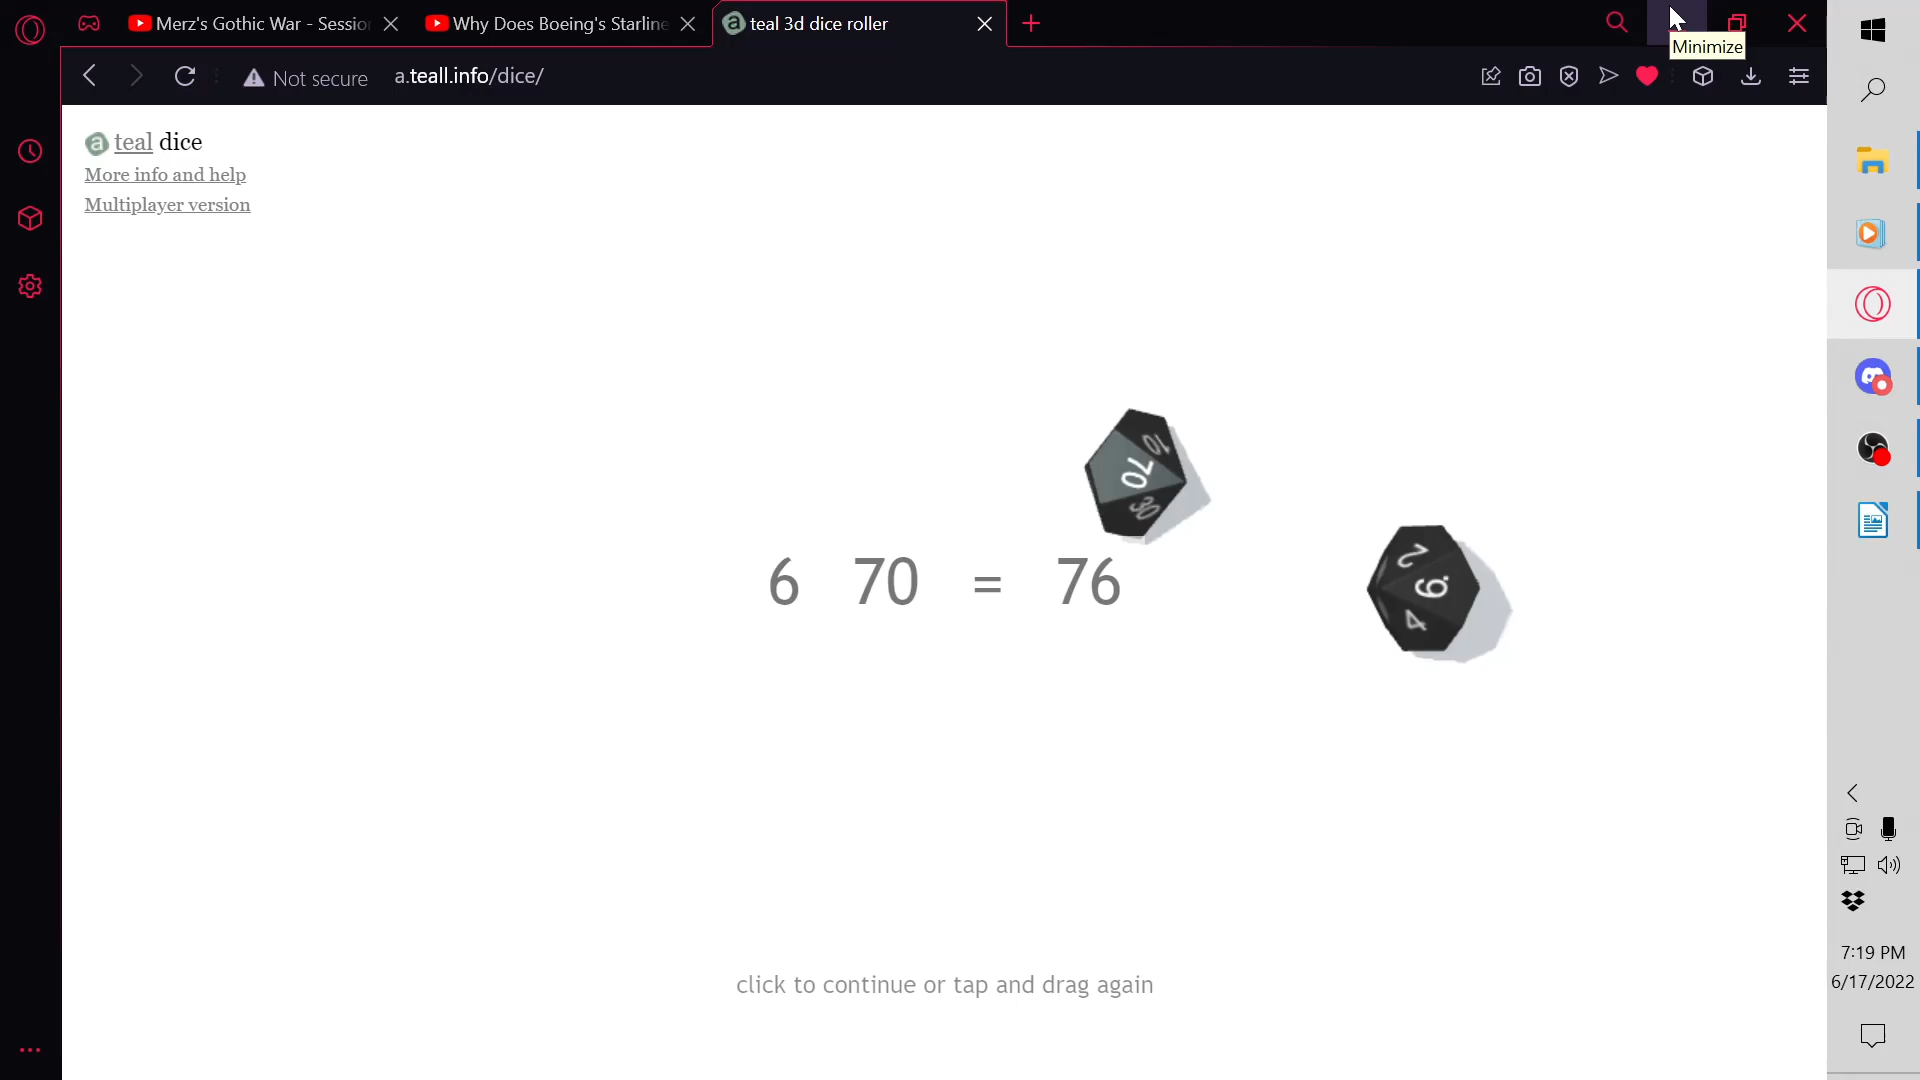 Merz's Gothic War - Sessio
Why Does Boeing's Starline
teal 3d dice roller
Minimize
Not secure
a.teall.info/dice/
teal dice
More info and help
Multiplayer version
10
70
30
2
6.
4
6 70 = 76
click to continue or tap and drag again
7:19 PM
6/17/2022